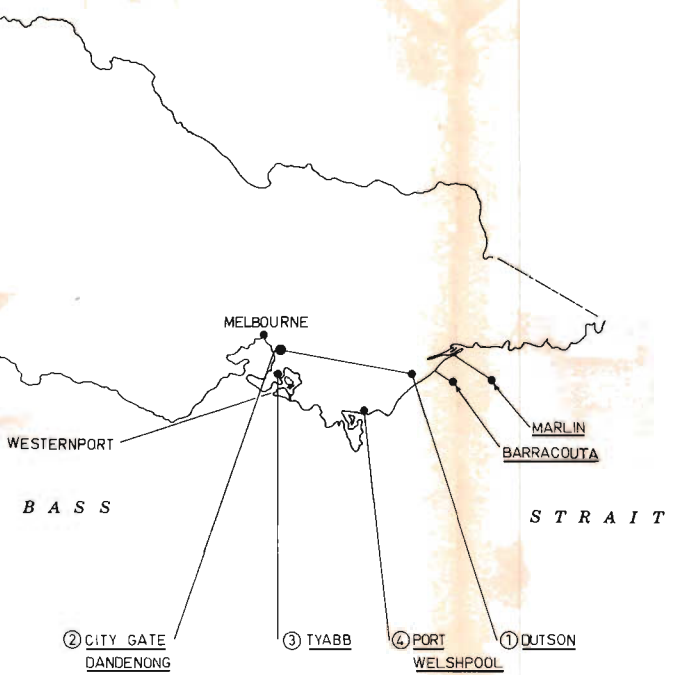 MELBOURNE
WESTERNPORT
MARLIN
BARRACOUTA
B A S S
S T R A I T
② CITY GATE
DANDENONG
③ TYABB
④ PORT
WELSHPOOL
① DUTSON